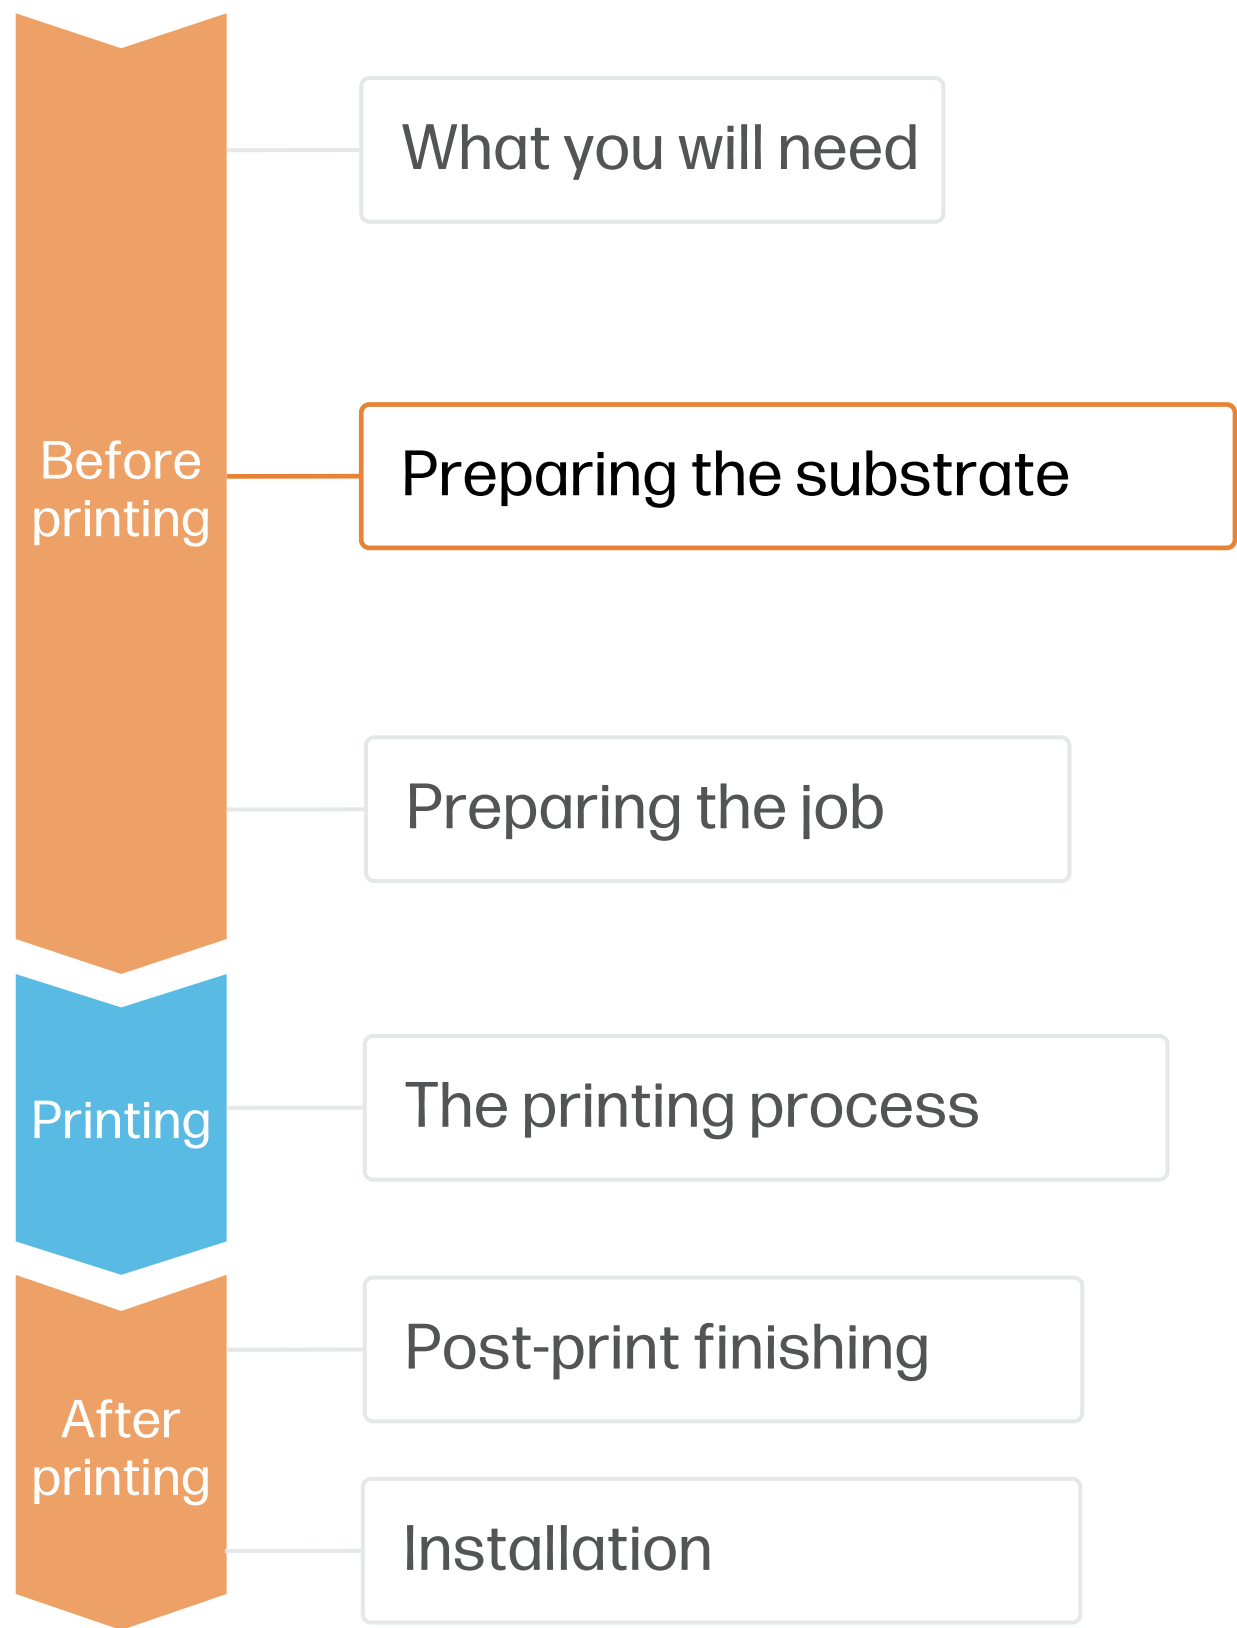 What you will need
Before
printing
Preparing the substrate
Preparing the job
Printing
The printing process
After
printing
Post-print finishing
Installation